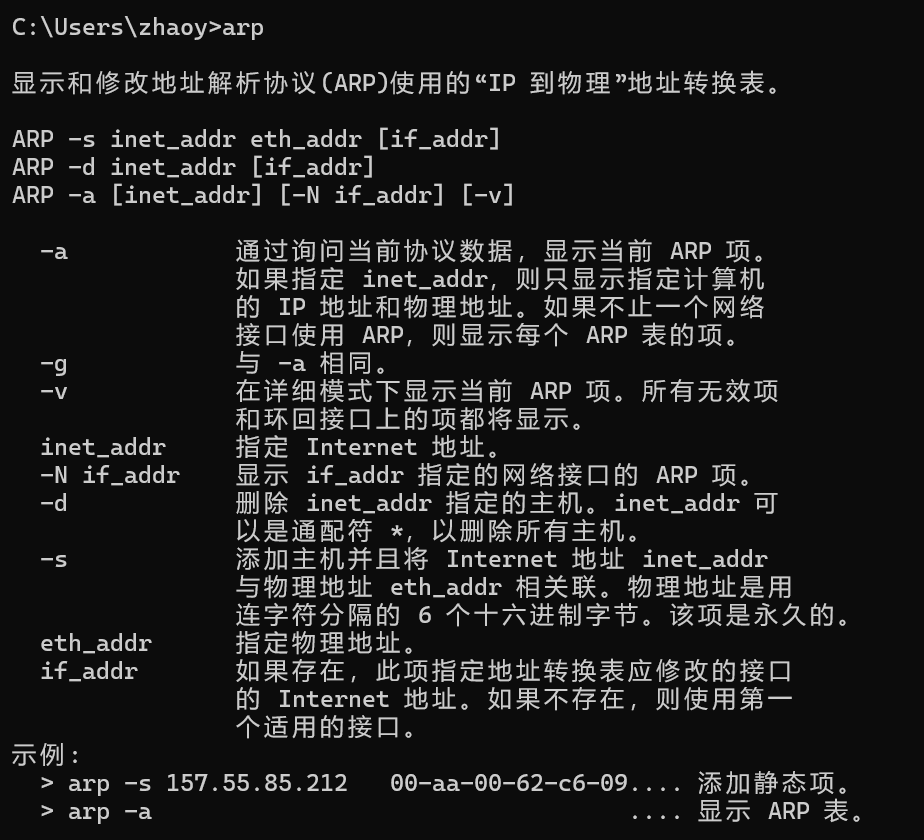 C:\Users\zhaoy>arp
显示和修改地址解析协议(ARP)使用的“IP 到物理”地址转换表。
ARP -s inet_addr eth_addr [if_addr]
ARP -d inet_addr [if_addr]
ARP -a [inet_addr] [-N if_addr] [-v]
-a 通过询问当前协议数据，显示当前 ARP 项。
如果指定 inet_addr，则只显示指定计算机
的 IP 地址和物理地址。如果不止一个网络
接口使用 ARP，则显示每个 ARP 表的项。
-g 与 -a 相同。
-v 在详细模式下显示当前 ARP 项。所有无效项
和环回接口上的项都将显示。
inet_addr 指定 Internet 地址。
-N if_addr 显示 if_addr 指定的网络接口的 ARP 项。
-d 删除 inet_addr 指定的主机。inet_addr 可
以是通配符 *，以删除所有主机。
-s 添加主机并且将 Internet 地址 inet_addr
与物理地址 eth_addr 相关联。物理地址是用
连字符分隔的 6 个十六进制字节。该项是永久的。
eth_addr 指定物理地址。
if_addr 如果存在，此项指定地址转换表应修改的接口
的 Internet 地址。如果不存在，则使用第一
个适用的接口。
示例:
> arp -s 157.55.85.212 00-aa-00-62-c6-09.... 添加静态项。
> arp -a .... 显示 ARP 表。